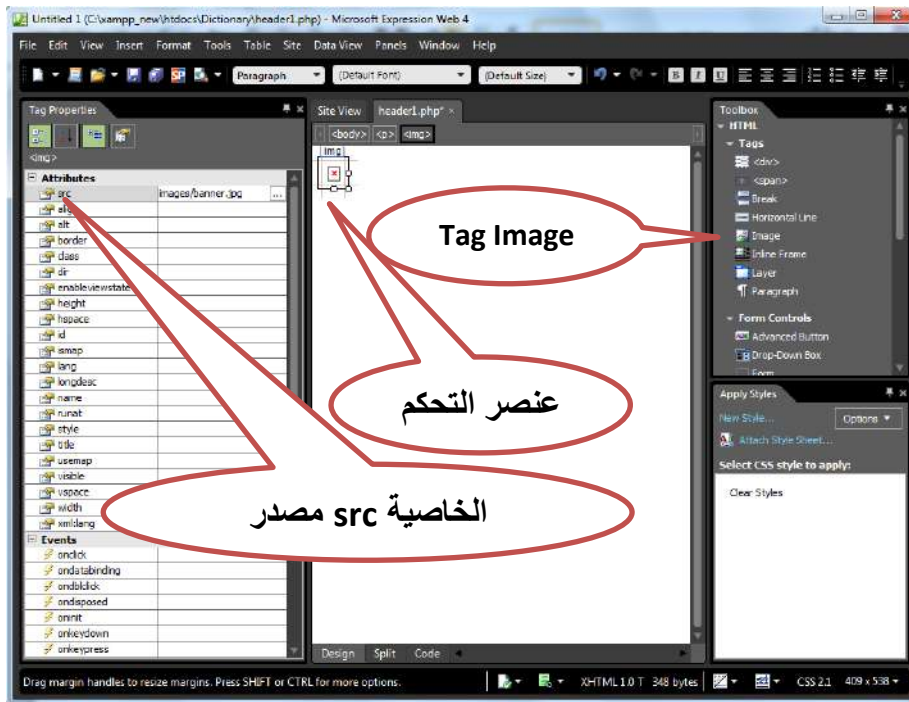 Untitled 1 (C:\xampp_new\htdocs\Dictionary\header1.php) - Microsoft Expression Web 4
File Edit View Insert Format Tools Table Site Data View Panels Window Help
Paragraph (Default Font) (Default Size) B I U
Tag Properties
<img>
Attributes
src images/banner.jpg ...
alig
alt
border
class
dir
enableviewstate
height
hspace
id
ismap
lang
longdesc
name
runat
style
title
usemap
visible
vspace
width
xml:lang
Events
onclick
ondatabinding
ondblclick
ondisposed
oninit
onkeydown
onkeypress
Site View header1.php*
<body> <p> <img>
img
Tag Image
عنصر التحكم
الخاصية src مصدر
Design Split Code
Toolbox
HTML
Tags
<div>
<span>
Break
Horizontal Line
Image
Inline Frame
Layer
Paragraph
Form Controls
Advanced Button
Drop-Down Box
Form
Apply Styles
New Style... Options
Attach Style Sheet...
Select CSS style to apply:
Clear Styles
Drag margin handles to resize margins. Press SHIFT or CTRL for more options. XHTML 1.0 T 348 bytes CSS 2.1 409 x 538